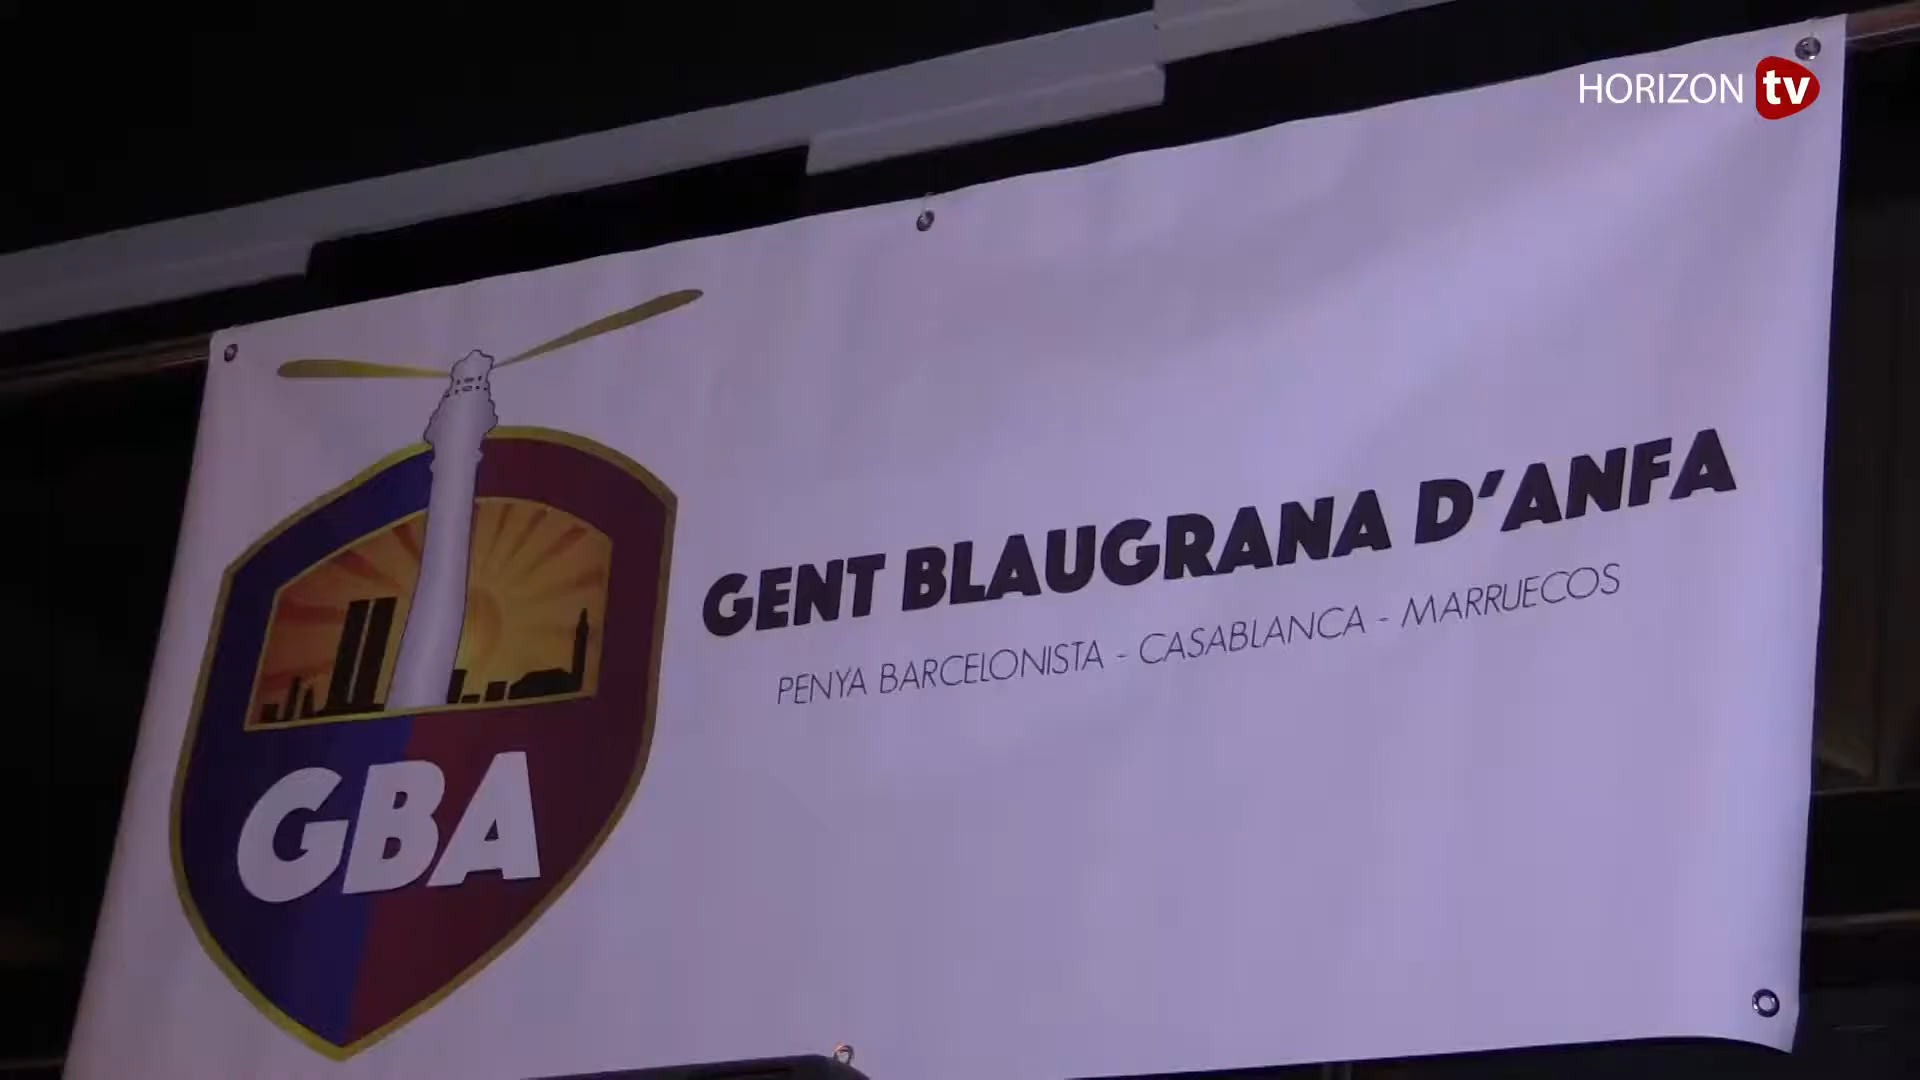 HORIZON tv
GENT BLAUGRANA D'ANFA
PENYA BARCELONISTA - CASABLANCA - MARRUECOS
GBA